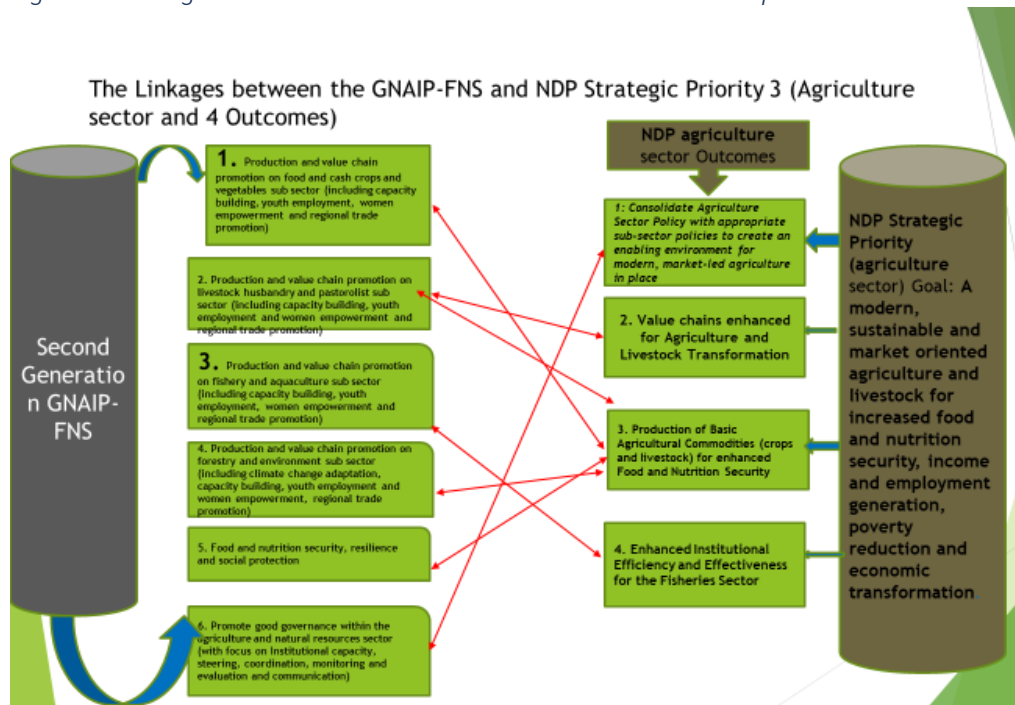 The Linkages between the GNAIP-FNS and NDP Strategic Priority 3 (Agriculture
sector and 4 Outcomes)
Second
Generatio
n GNAIP-
FNS
1. Production and value chain
promotion on food and cash crops and
vegetables sub sector (including capacity
building, youth employment, women
empowerment and regional trade
promotion)
2. Production and value chain promotion on
livestock husbandry and pastorolist sub
sector (including capacity building, youth
employment and women empowerment and
regional trade promotion)
3. Production and value chain promotion
on fishery and aquaculture sub sector
(including capacity building, youth
employment, women empowerment and
regional trade promotion)
4. Production and value chain promotion on
forestry and environment sub sector
(including climate change adaptation,
capacity building, youth employment and
women empowerment, regional trade
promotion)
5. Food and nutrition security, resilience
and social protection
6. Promote good governance within the
agriculture and natural resources sector
(with focus on Institutional capacity,
steering, coordination, monitoring and
evaluation and communication)
NDP agriculture
sector Outcomes
1: Consolidate Agriculture
Sector Policy with appropriate
sub-sector policies to create an
enabling environment for
modern, market-led agriculture
in place
2. Value chains enhanced
for Agriculture and
Livestock Transformation
3. Production of Basic
Agricultural Commodities (crops
and livestock) for enhanced
Food and Nutrition Security
4. Enhanced Institutional
Efficiency and Effectiveness
for the Fisheries Sector
NDP Strategic
Priority
(agriculture
sector) Goal: A
modern,
sustainable and
market oriented
agriculture and
livestock for
increased food
and nutrition
security, income
and employment
generation,
poverty
reduction and
economic
transformation.